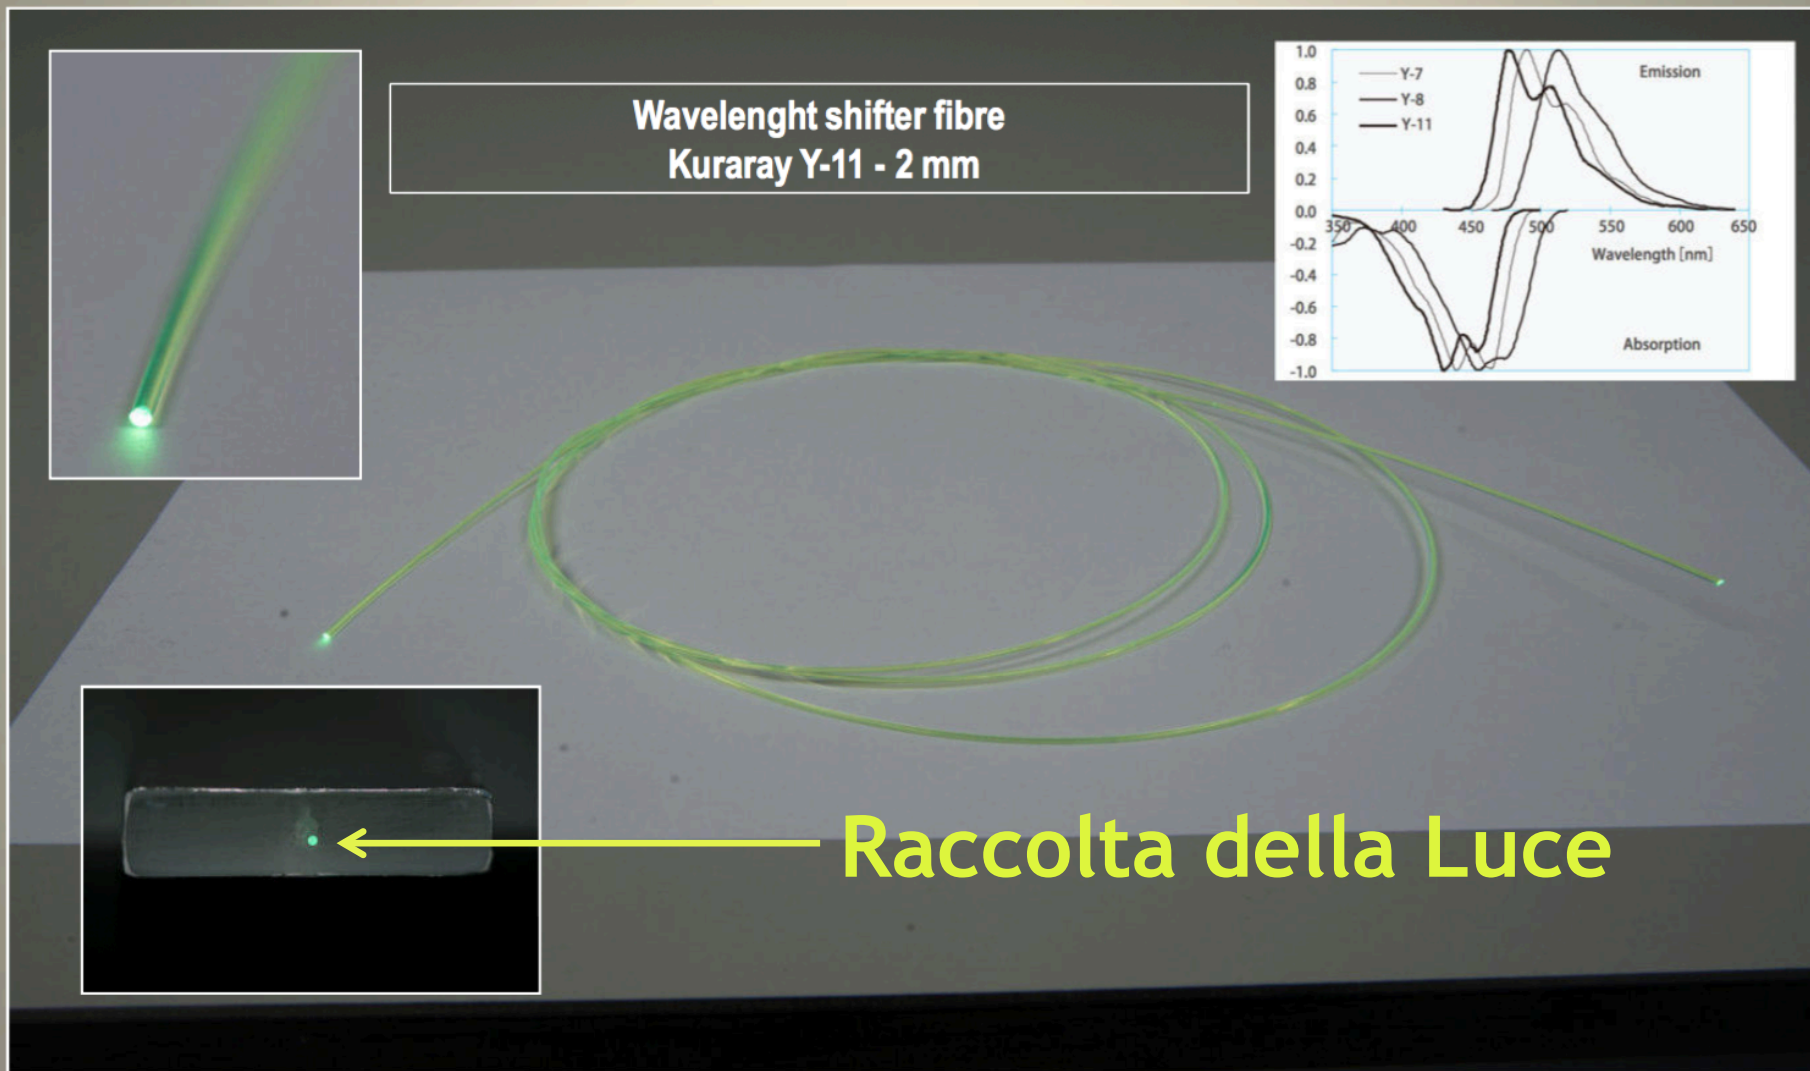 Wavelenght shifter fibre
Kuraray Y-11 - 2 mm
1.0
0.8
0.6
0.4
0.2
0.0
-0.2
-0.4
-0.6
-0.8
-1.0
Y-7
Y-8
Y-11
Emission
350 400 450 500 550 600 650
Wavelength [nm]
Absorption
Raccolta della Luce